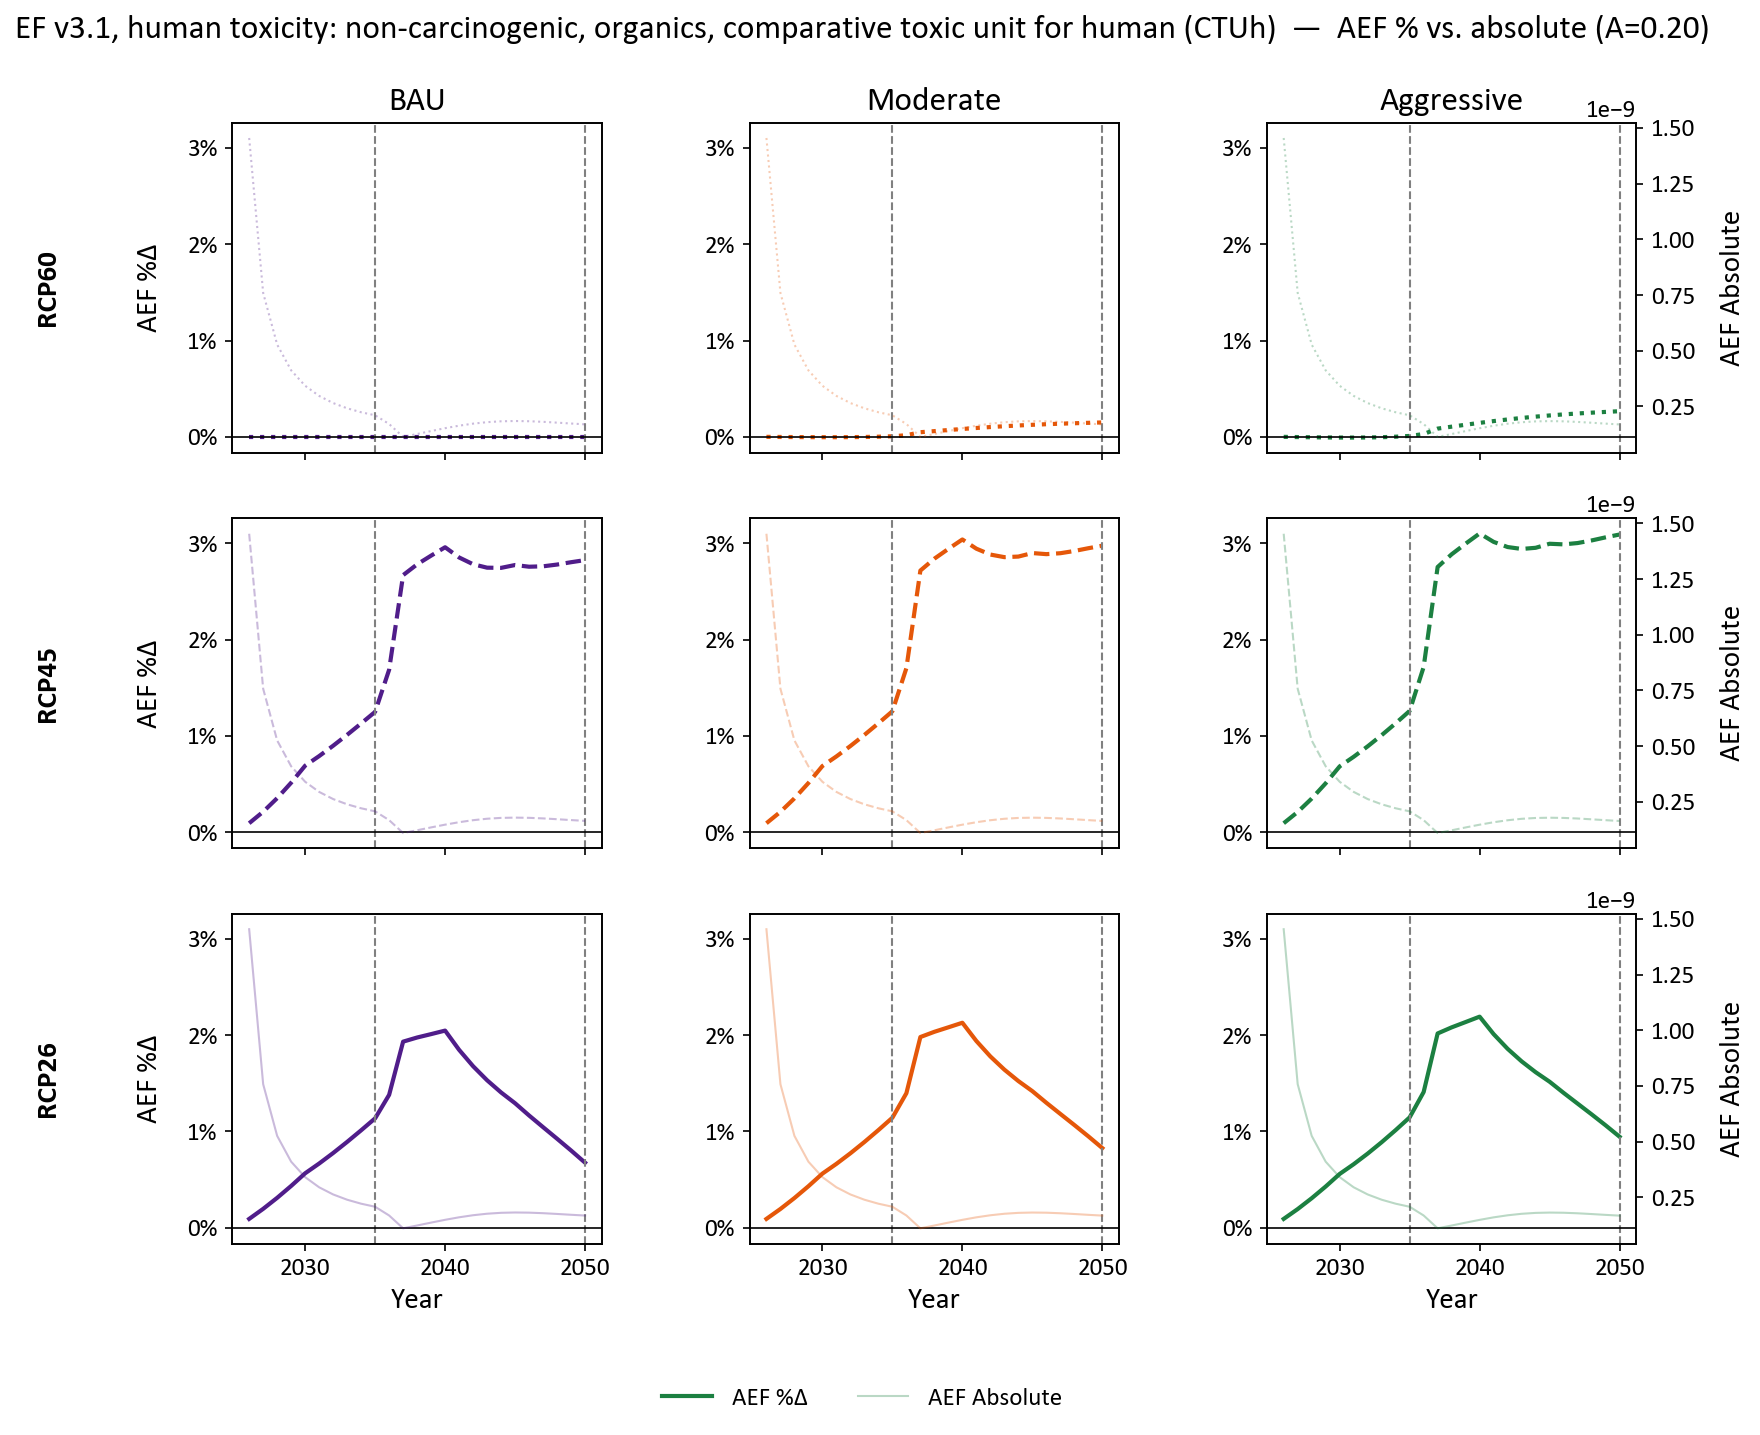 EF v3.1, human toxicity: non-carcinogenic, organics, comparative toxic unit for human (CTUh) — AEF % vs. absolute (A=0.20)
BAU
Moderate
Aggressive
1e−9
RCP60
AEF %Δ
3%
2%
1%
0%
3%
2%
1%
0%
3%
2%
1%
0%
1.50
1.25
1.00
0.75
0.50
0.25
AEF Absolute
1e−9
RCP45
AEF %Δ
3%
2%
1%
0%
3%
2%
1%
0%
3%
2%
1%
0%
1.50
1.25
1.00
0.75
0.50
0.25
AEF Absolute
1e−9
RCP26
AEF %Δ
3%
2%
1%
0%
3%
2%
1%
0%
3%
2%
1%
0%
1.50
1.25
1.00
0.75
0.50
0.25
AEF Absolute
2030 2040 2050
2030 2040 2050
2030 2040 2050
Year
Year
Year
AEF %Δ
AEF Absolute